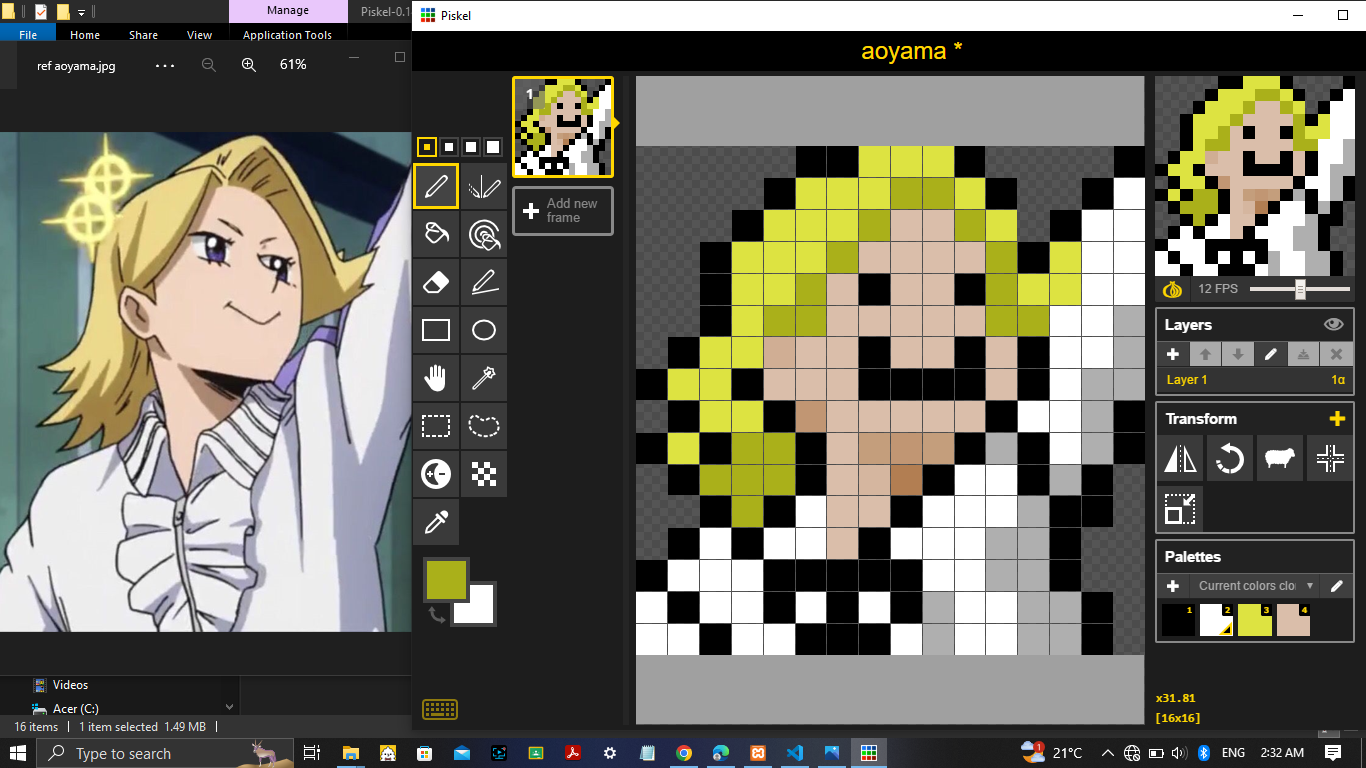 Manage
Piskel-0.1
File
Home
Share
View
Application Tools
ref aoyama.jpg
61%
Piskel
aoyama *
1
Add new
frame
12 FPS
Layers
Layer 1
1α
Transform
Palettes
Current colors clo
1
2
3
4
x31.81
[16x16]
Videos
Acer (C:)
16 items
1 item selected
1.49 MB
Type to search
1
21°C
ENG
2:32 AM